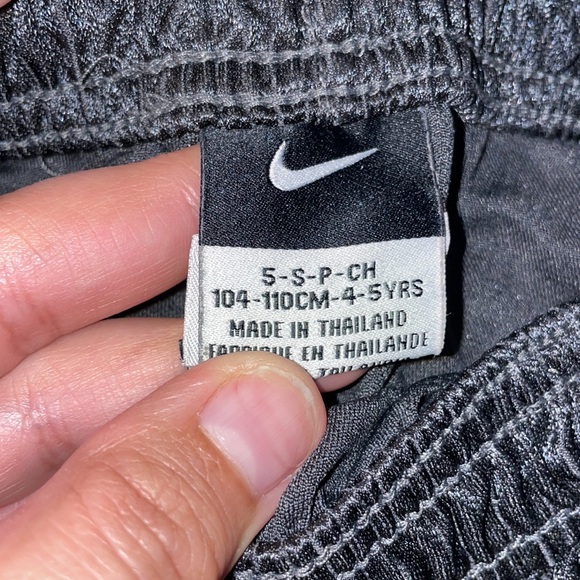 5-S-P-CH
104-110CM-4-5YRS
MADE IN THAILAND
FABRIQUE EN THAILANDE